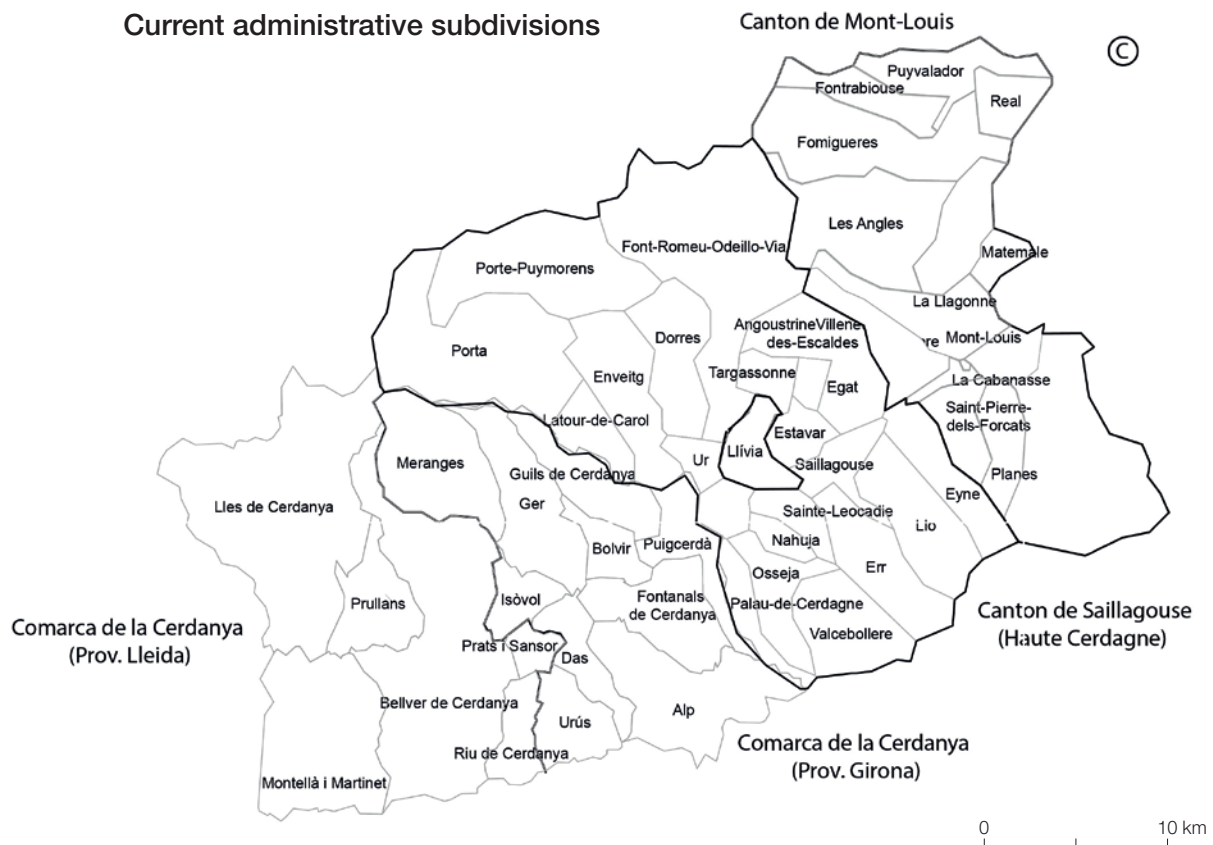 Current administrative subdivisions
Canton de Mont-Louis
©
Puyvalador
Fontrabiouse
Real
Fomigueres
Les Angles
Font-Romeu-Odeillo-Via
Matemale
Porte-Puymorens
La Llagonne
AngoustrineVillene
des-Escaldes
Dorres
Mont-Louis
Porta
Targassonne
Enveitg
Egat
La Cabanasse
Saint-Pierre-
dels-Forcats
Latour-de-Carol
Estavar
Llívia
Ur
Meranges
Saillagouse
Guils de Cerdanya
Planes
Eyne
Ger
Lles de Cerdanya
Sainte-Leocadie
Lio
Nahuja
Bolvir
Puigcerdà
Err
Osseja
Isòvol
Fontanals
de Cerdanya
Prullans
Palau-de-Cerdagne
Canton de Saillagouse
(Haute Cerdagne)
Comarca de la Cerdanya
(Prov. Lleida)
Valcebollere
Prats i Sansor
Das
Bellver de Cerdanya
Alp
Urús
Comarca de la Cerdanya
(Prov. Girona)
Riu de Cerdanya
Montellà i Martinet
0
10 km